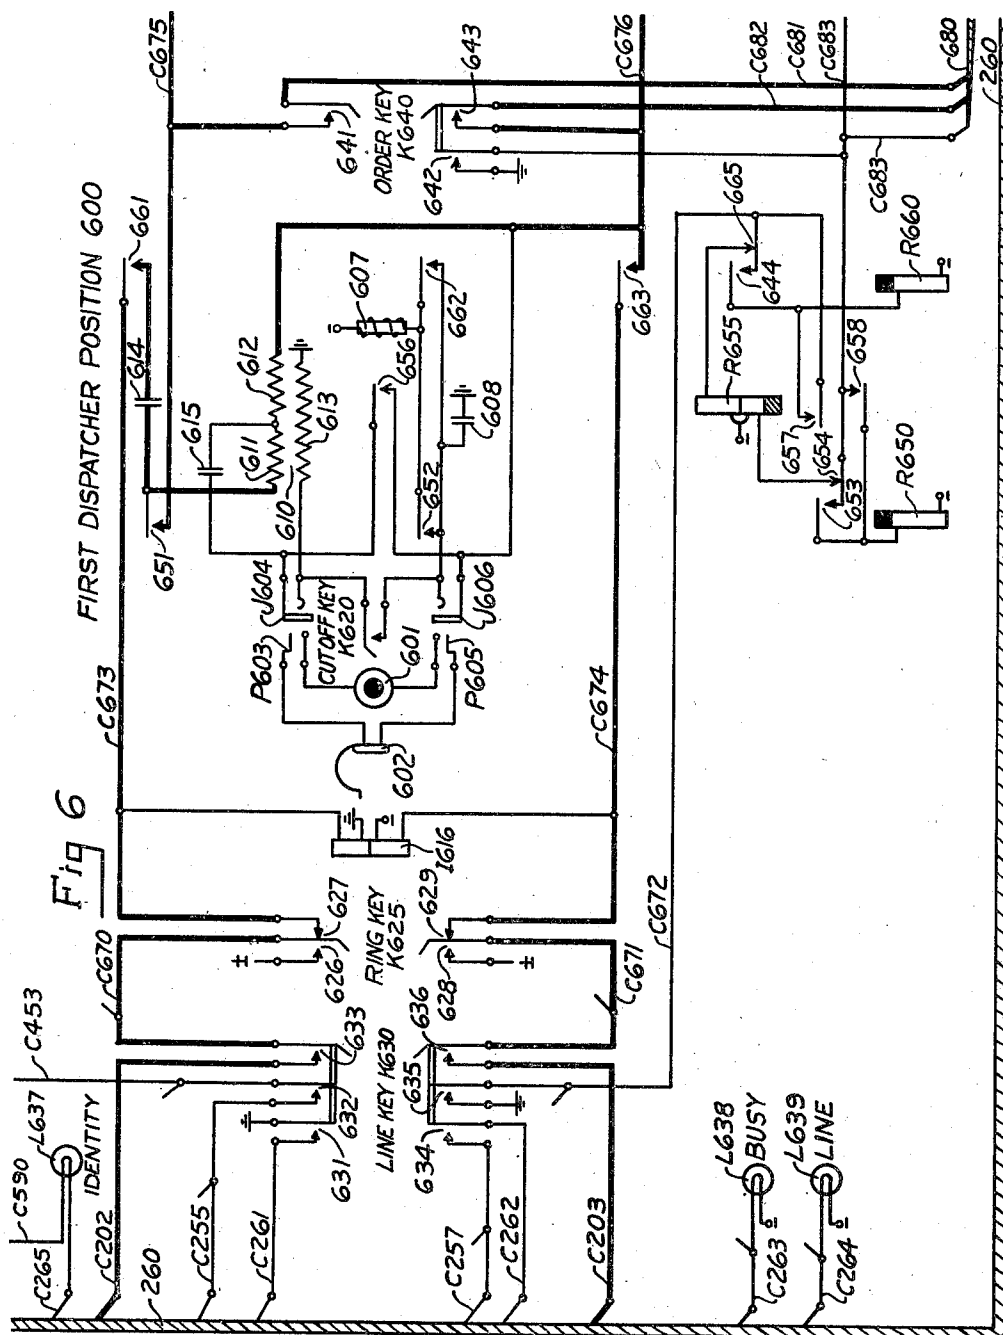 Fig 6
FIRST DISPATCHER POSITION 600
C590
L637
IDENTITY
C453
C265
C202
260
C255
C261
C257
C262
C203
631
632
633
LINE KEY K630
634
635
636
C670
C671
C672
626
627
RING KEY
K625
628
629
I616
C673
C674
602
601
P603
P605
CUTOFF KEY
K620
J604
J606
651
615
614
661
611
612
610
613
607
656
652
662
608
663
C675
641
ORDER KEY
K640
642
643
C676
C682
C681
C683
680
260
C683
665
644
R655
657
654
653
658
R650
R660
L638
BUSY
L639
LINE
C263
C264